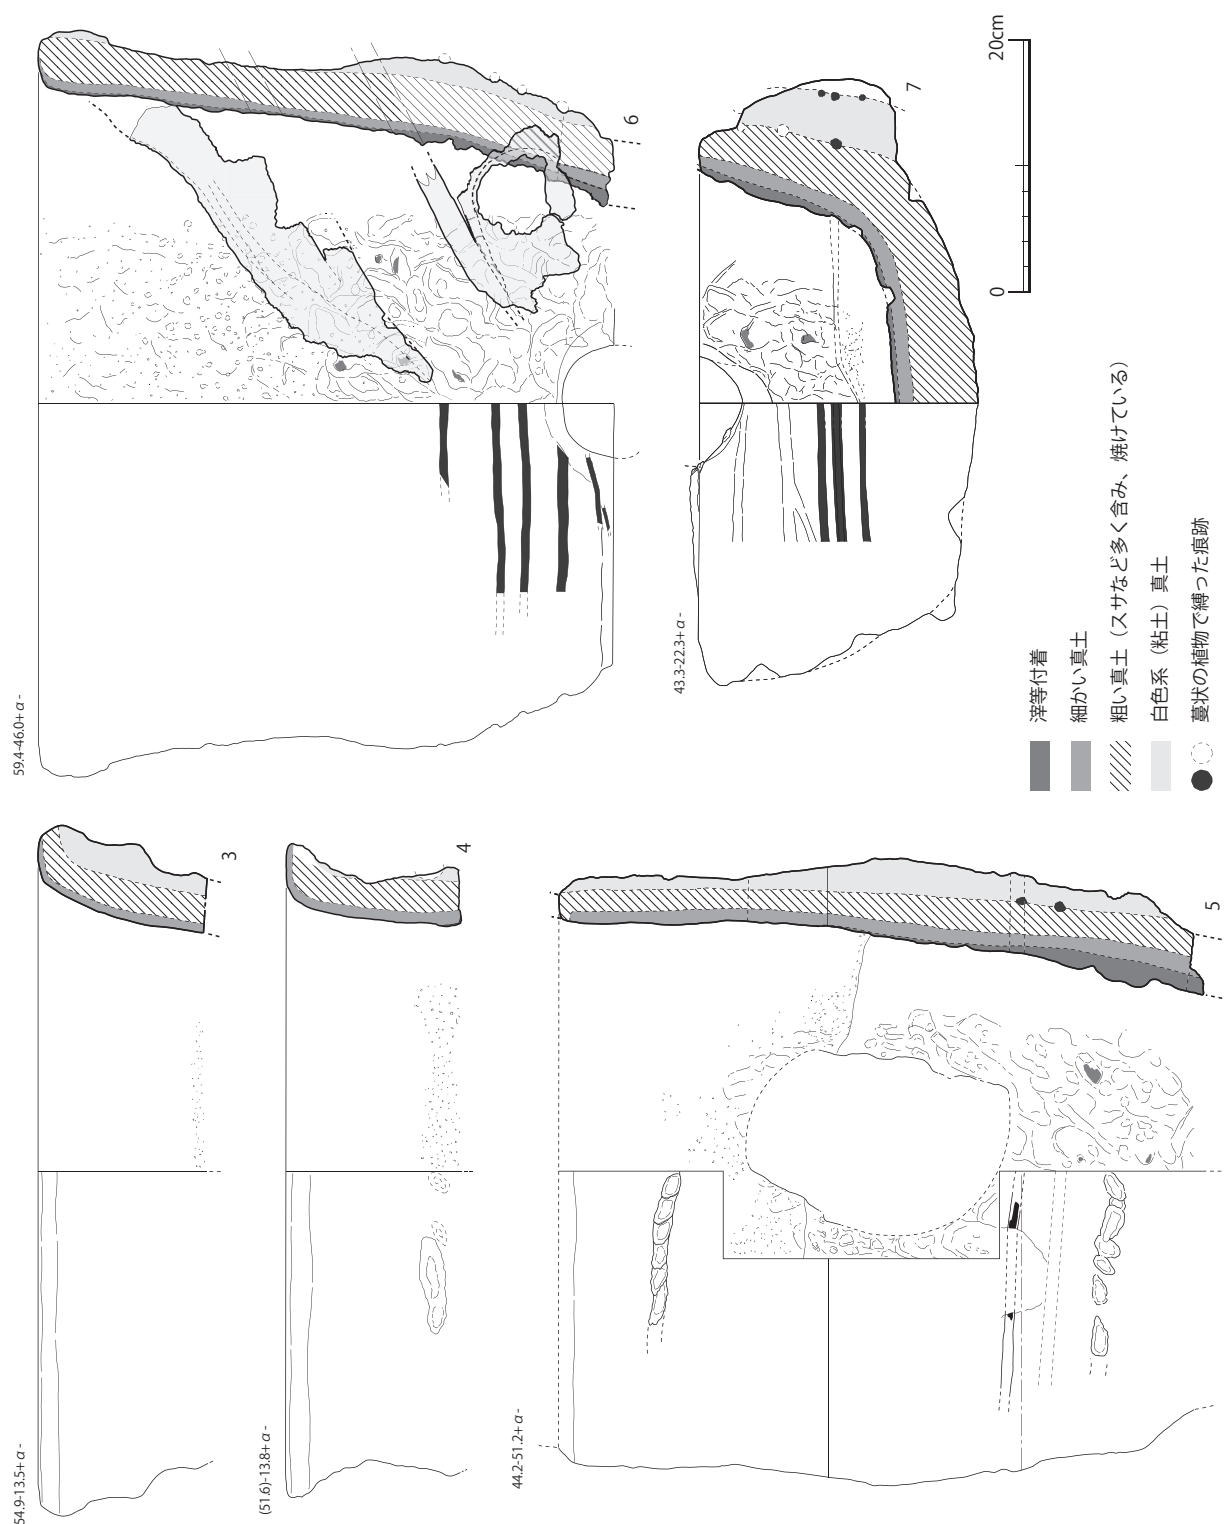 54.9-13.5+α-
3
(51.6)-13.8+α-
4
44.2-51.2+α-
5
59.4-46.0+α-
6
43.3-22.3+α-
7
0
20cm
滓等付着
細かい真土
粗い真土（スサなど多く含み、焼けている）
白色系（粘土）真土
蔓状の植物で縛った痕跡